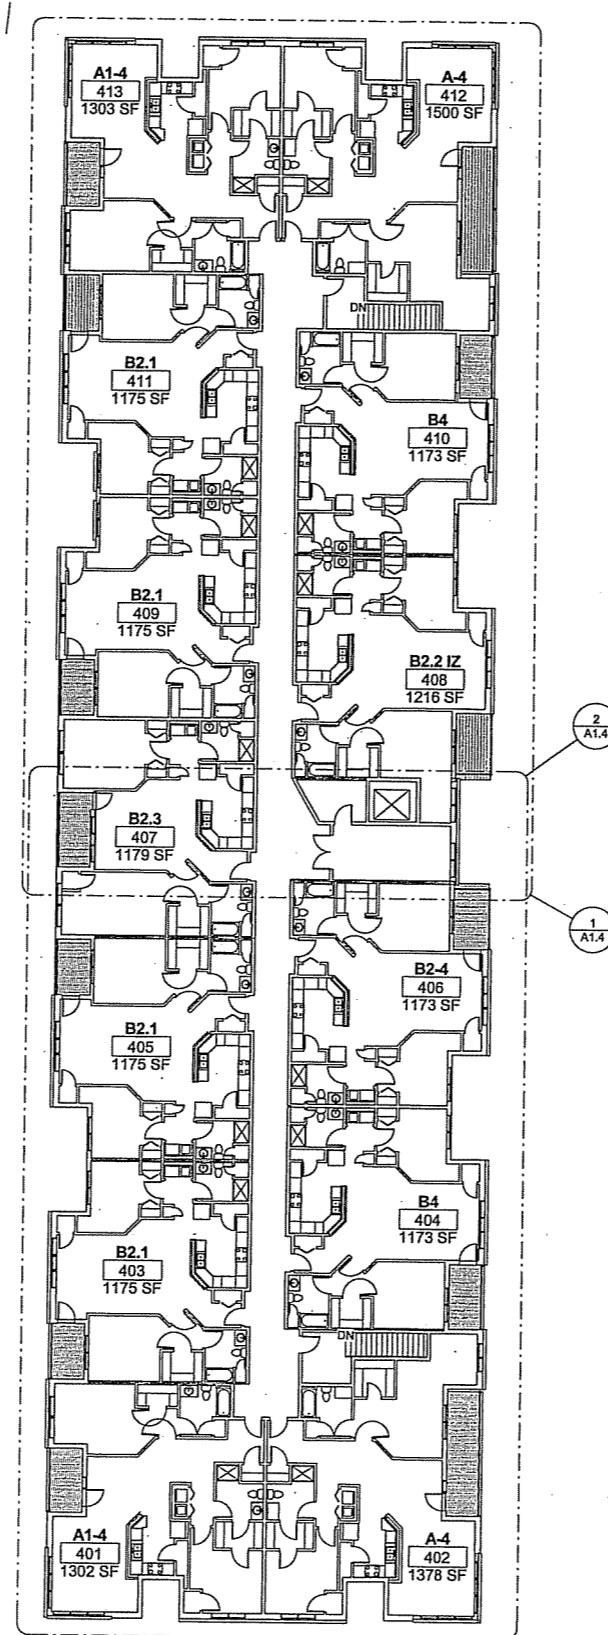 A1-4
413
1303 SF
A-4
412
1500 SF
DN
B2.1
411
1175 SF
B4
410
1173 SF
B2.1
409
1175 SF
B2.2 IZ
408
1216 SF
2
A1.4
B2.3
407
1179 SF
1
A1.4
B2-4
406
1173 SF
B2.1
405
1175 SF
B4
404
1173 SF
B2.1
403
1175 SF
DN
A1-4
401
1302 SF
A-4
402
1378 SF